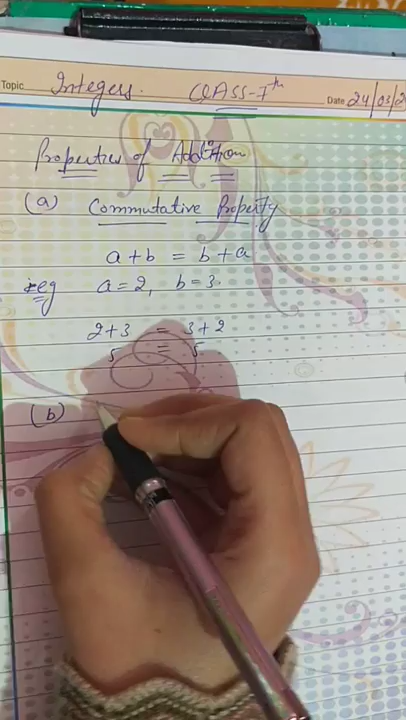 Topic Integers. CLASS-7th Date 24/03/2
Properties of Addition
(a) Commutative Property
a+b = b+a
eg a=2, b=3.
2+3 = 3+2
5 = 5
(b)